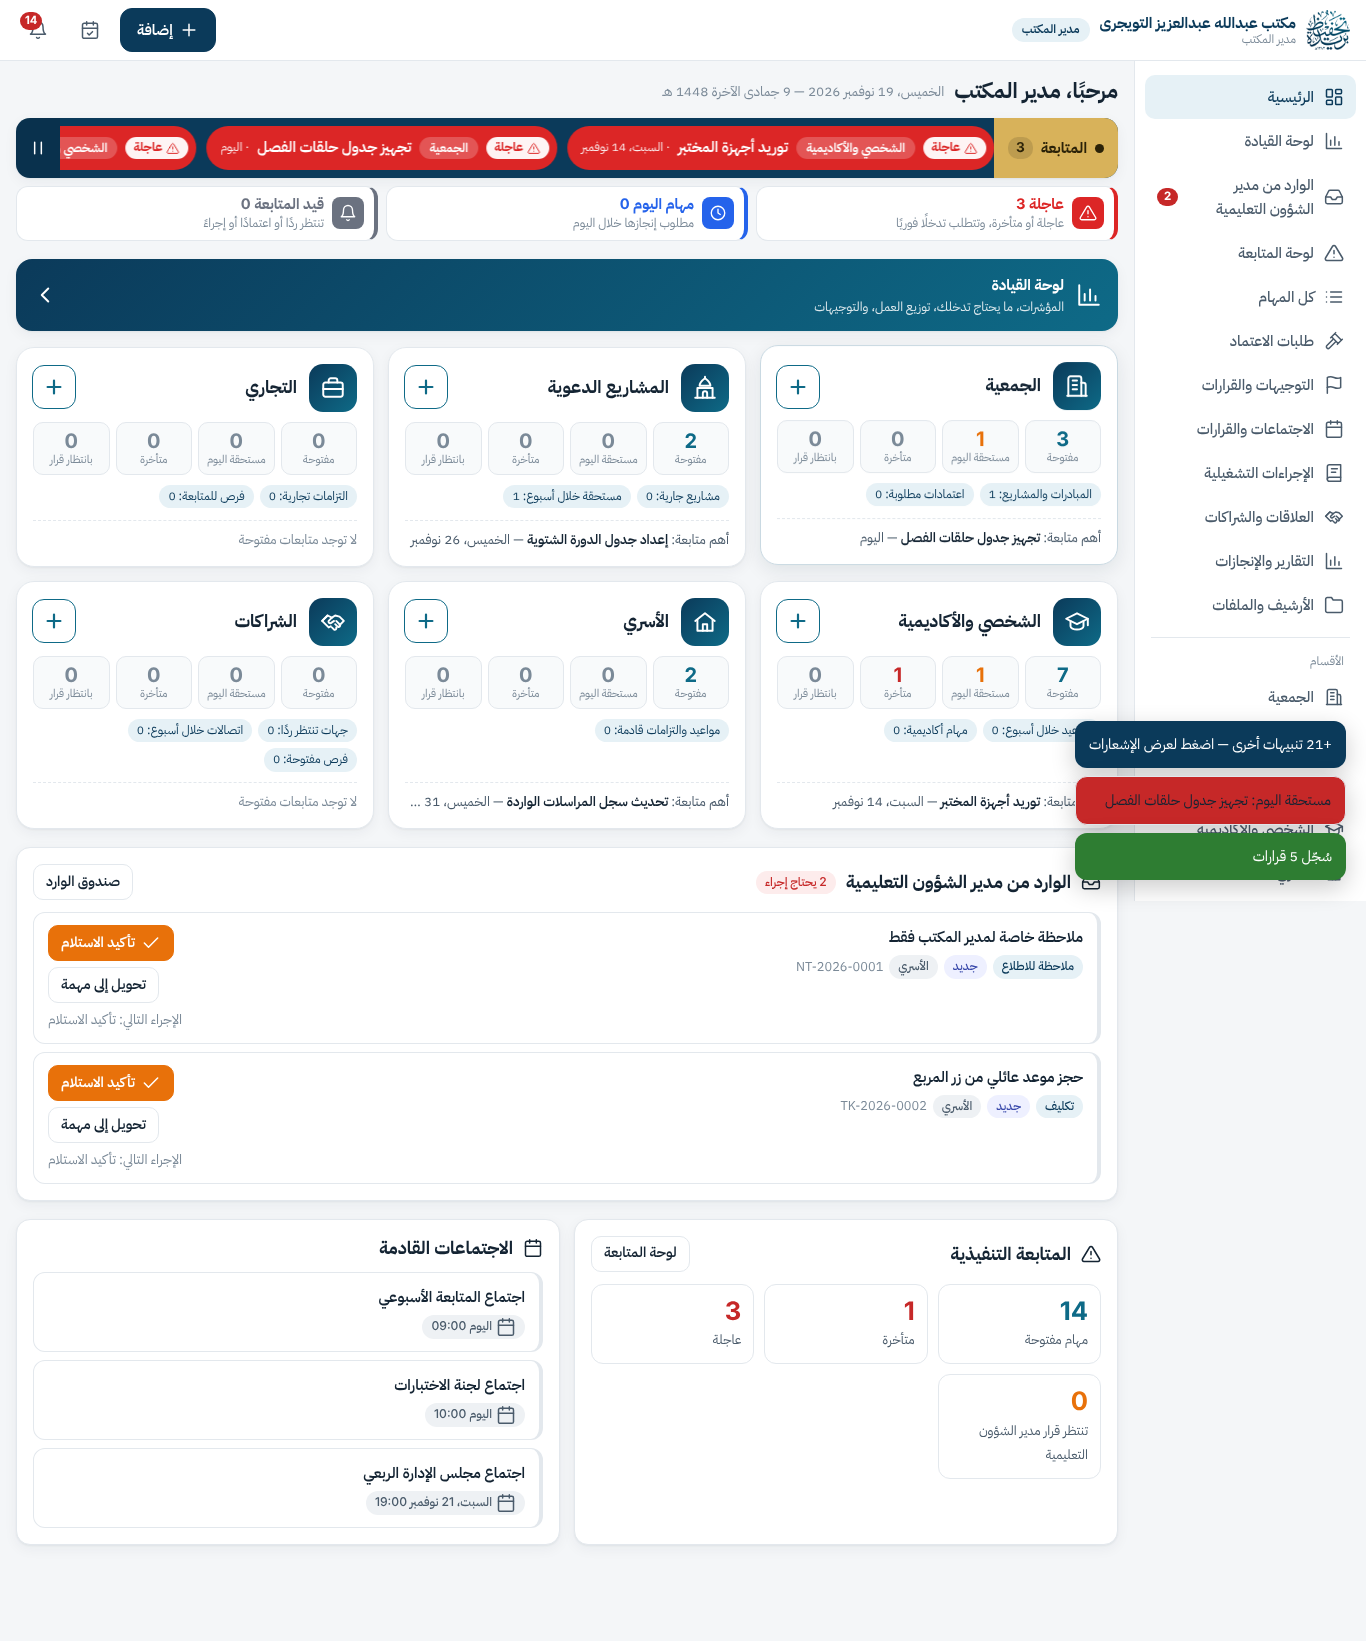 مكتب عبدالله عبدالعزيز التويجري
مدير المكتب
مدير المكتب
إضافة
14
الرئيسية
لوحة القيادة
الوارد من مدير
الشؤون التعليمية
2
لوحة المتابعة
كل المهام
طلبات الاعتماد
التوجيهات والقرارات
الاجتماعات والقرارات
الإجراءات التشغيلية
العلاقات والشراكات
التقارير والإنجازات
الأرشيف والملفات
الأقسام
الجمعية
الشخصي والأكاديمية
+21 تنبيهات أخرى — اضغط لعرض الإشعارات
مستحقة اليوم: تجهيز جدول حلقات الفصل
سُجّل 5 قرارات
مرحبًا، مدير المكتب
الخميس، 19 نوفمبر 2026 — 9 جمادى الآخرة 1448 هـ
المتابعة 3
عاجلة الشخصي والأكاديمية توريد أجهزة المختبر · السبت، 14 نوفمبر
عاجلة الجمعية تجهيز جدول حلقات الفصل · اليوم
عاجلة الشخصي
عاجلة 3
عاجلة أو متأخرة، وتتطلب تدخلًا فوريًا
مهام اليوم 0
مطلوب إنجازها خلال اليوم
قيد المتابعة 0
تنتظر ردًا أو اعتمادًا أو إجراءً
لوحة القيادة
المؤشرات، ما يحتاج تدخلك، توزيع العمل، والتوجيهات
الجمعية
3 مفتوحة
1 مستحقة اليوم
0 متأخرة
0 بانتظار قرار
المبادرات والمشاريع: 1
اعتمادات مطلوبة: 0
أهم متابعة: تجهيز جدول حلقات الفصل — اليوم
المشاريع الدعوية
2 مفتوحة
0 مستحقة اليوم
0 متأخرة
0 بانتظار قرار
مشاريع جارية: 0
مستحقة خلال أسبوع: 1
أهم متابعة: إعداد جدول الدورة الشتوية — الخميس، 26 نوفمبر
التجاري
0 مفتوحة
0 مستحقة اليوم
0 متأخرة
0 بانتظار قرار
التزامات تجارية: 0
فرص للمتابعة: 0
لا توجد متابعات مفتوحة
الشخصي والأكاديمية
7 مفتوحة
1 مستحقة اليوم
1 متأخرة
0 بانتظار قرار
خلال أسبوع: 0
مهام أكاديمية: 0
متابعة: توريد أجهزة المختبر — السبت، 14 نوفمبر
الأسري
2 مفتوحة
0 مستحقة اليوم
0 متأخرة
0 بانتظار قرار
مواعيد والتزامات قادمة: 0
أهم متابعة: تحديث سجل المراسلات الواردة — الخميس، 31 ...
الشراكات
0 مفتوحة
0 مستحقة اليوم
0 متأخرة
0 بانتظار قرار
جهات تنتظر ردًا: 0
اتصالات خلال أسبوع: 0
فرص مفتوحة: 0
لا توجد متابعات مفتوحة
الوارد من مدير الشؤون التعليمية
2 يحتاج إجراء
صندوق الوارد
ملاحظة خاصة لمدير المكتب فقط
ملاحظة للاطلاع جديد الأسري NT-2026-0001
تأكيد الاستلام
تحويل إلى مهمة
الإجراء التالي: تأكيد الاستلام
حجز موعد عائلي من زر المربع
تكليف جديد الأسري TK-2026-0002
تأكيد الاستلام
تحويل إلى مهمة
الإجراء التالي: تأكيد الاستلام
المتابعة التنفيذية
لوحة المتابعة
14 مهام مفتوحة
1 متأخرة
3 عاجلة
0
تنتظر قرار مدير الشؤون
التعليمية
الاجتماعات القادمة
اجتماع المتابعة الأسبوعي
اليوم 09:00
اجتماع لجنة الاختبارات
اليوم 10:00
اجتماع مجلس الإدارة الربعي
السبت، 21 نوفمبر 19:00